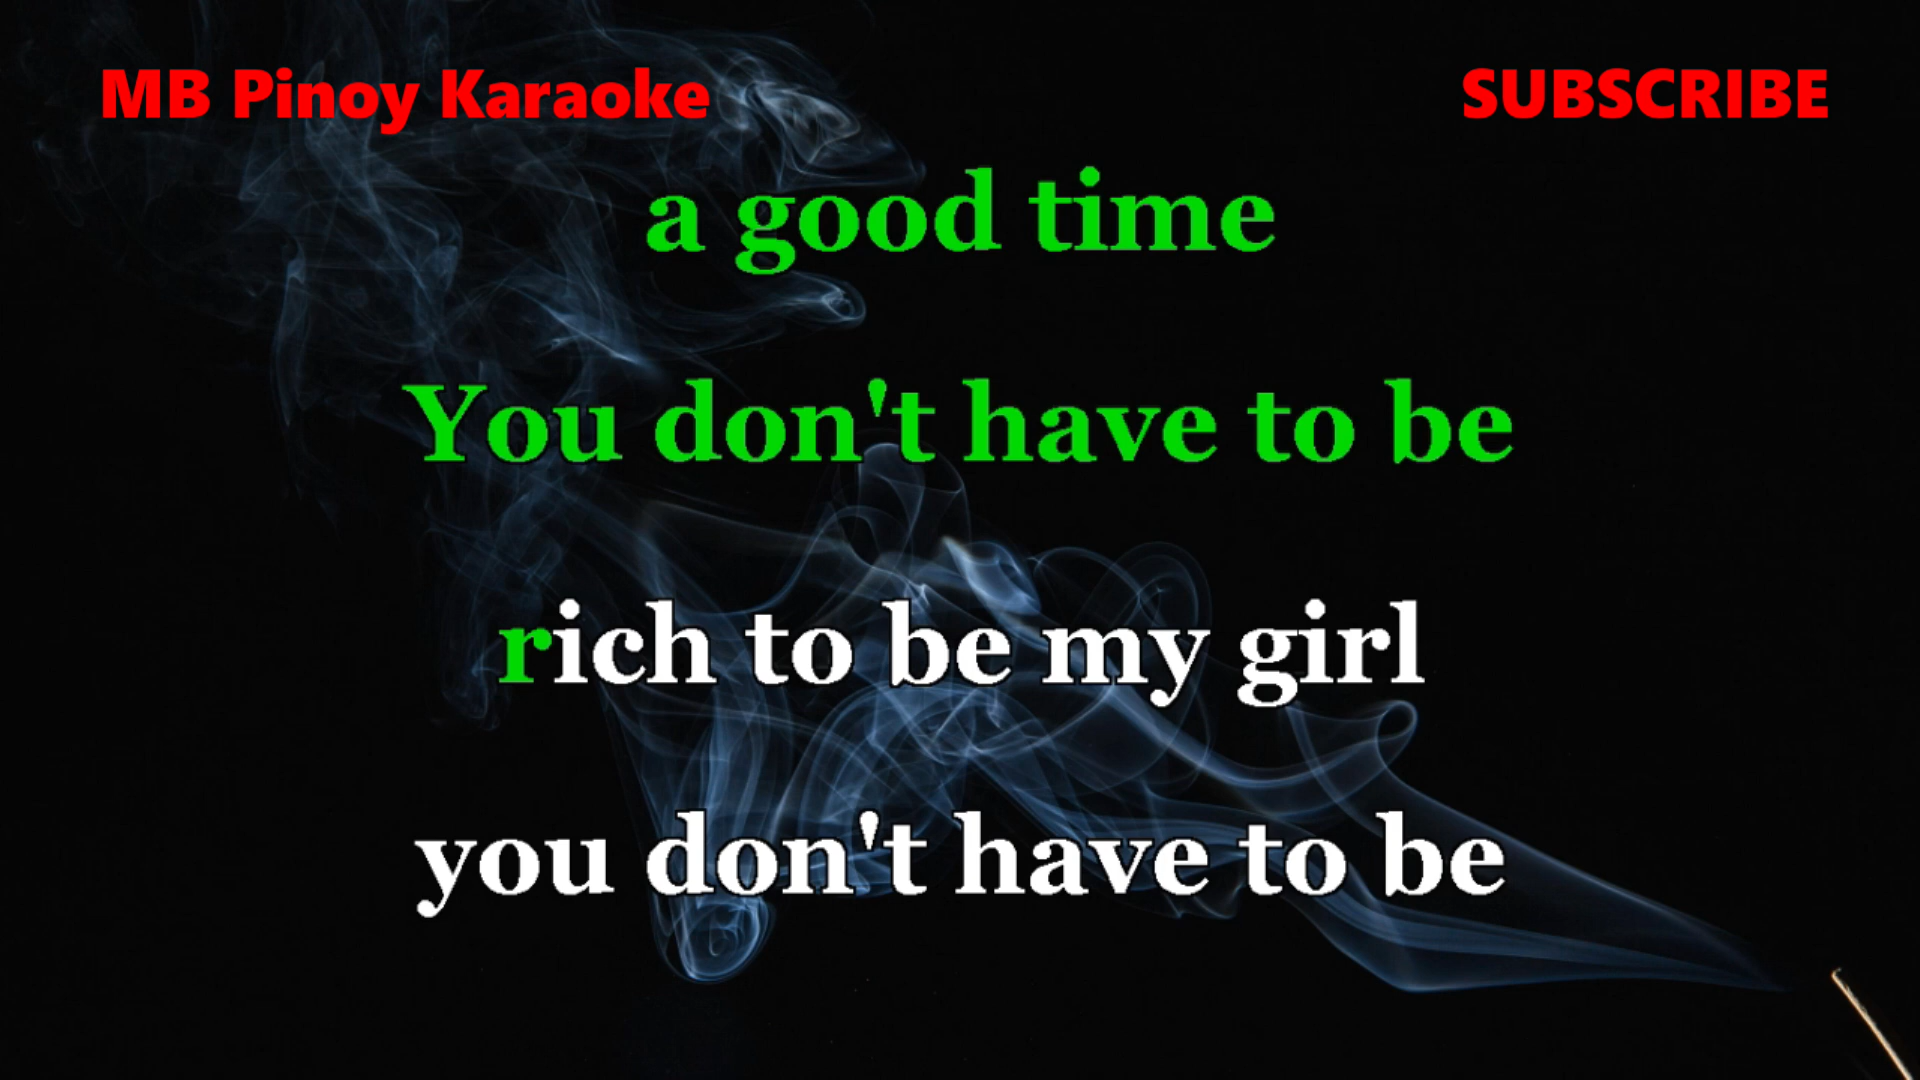 MB Pinoy Karaoke
SUBSCRIBE
a good time
You don't have to be
rich to be my girl
you don't have to be